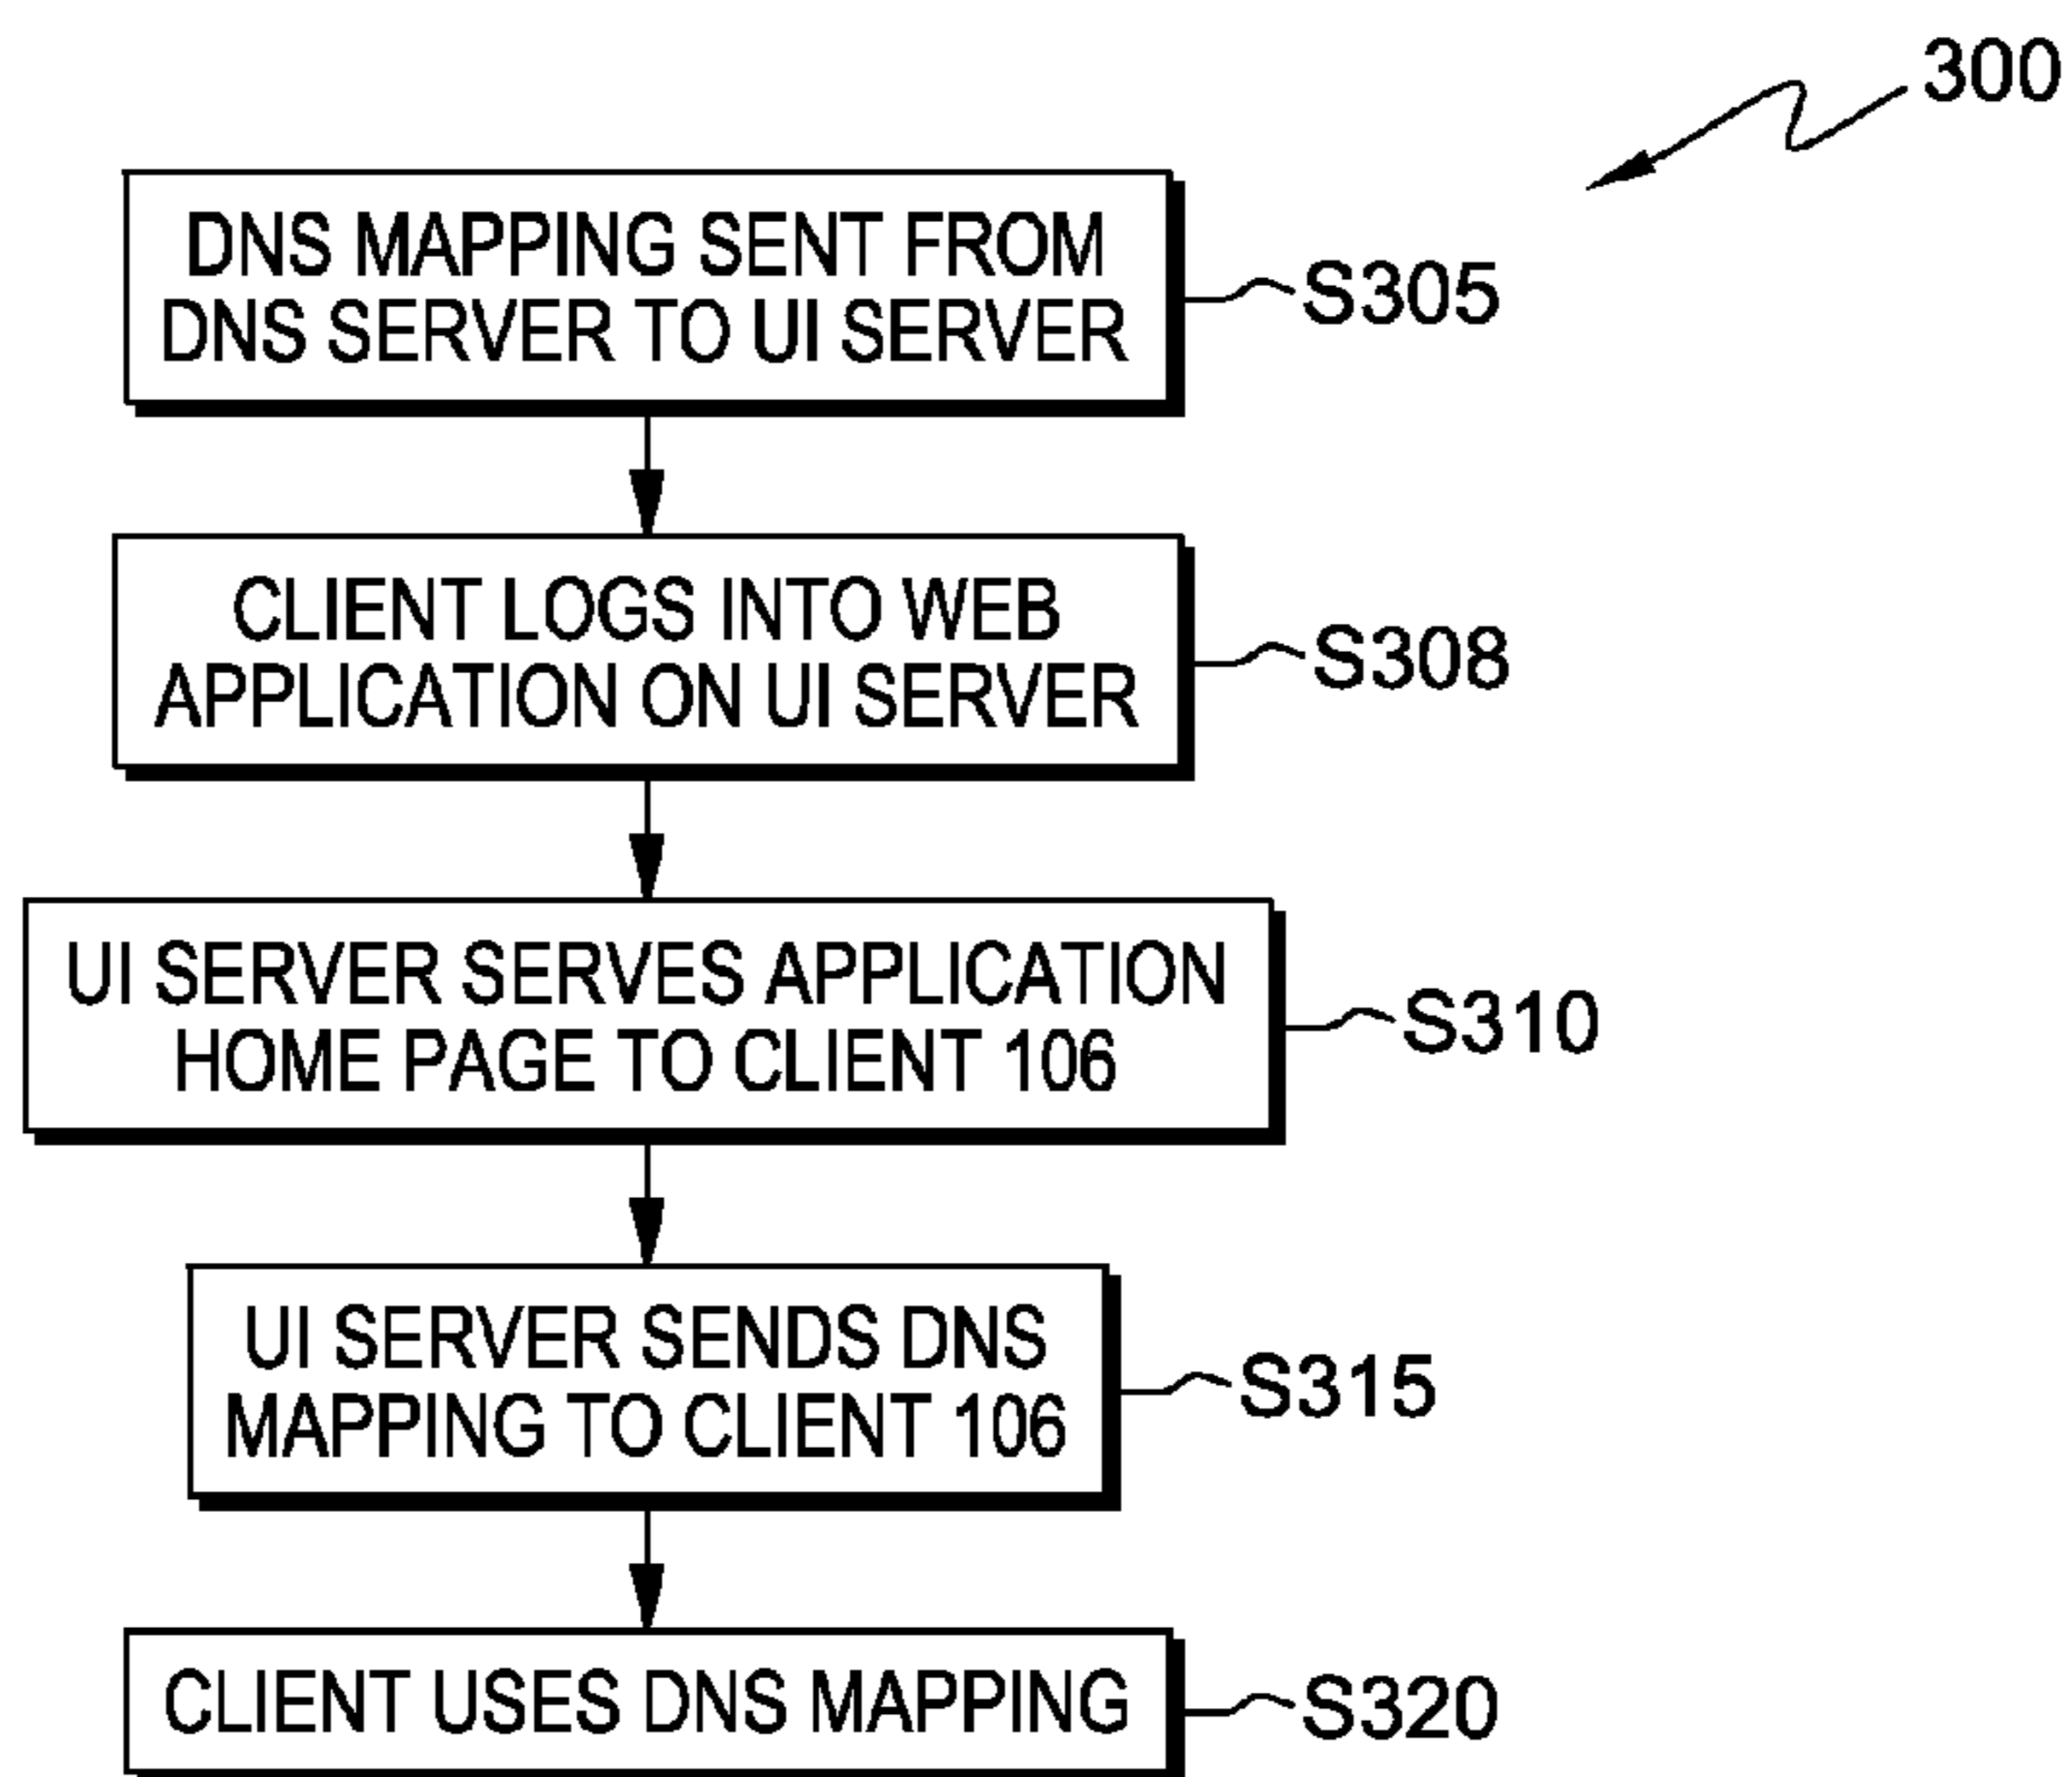 300
DNS MAPPING SENT FROM
DNS SERVER TO UI SERVER
S305
CLIENT LOGS INTO WEB
APPLICATION ON UI SERVER
S308
UI SERVER SERVES APPLICATION
HOME PAGE TO CLIENT 106
S310
UI SERVER SENDS DNS
MAPPING TO CLIENT 106
S315
CLIENT USES DNS MAPPING
S320